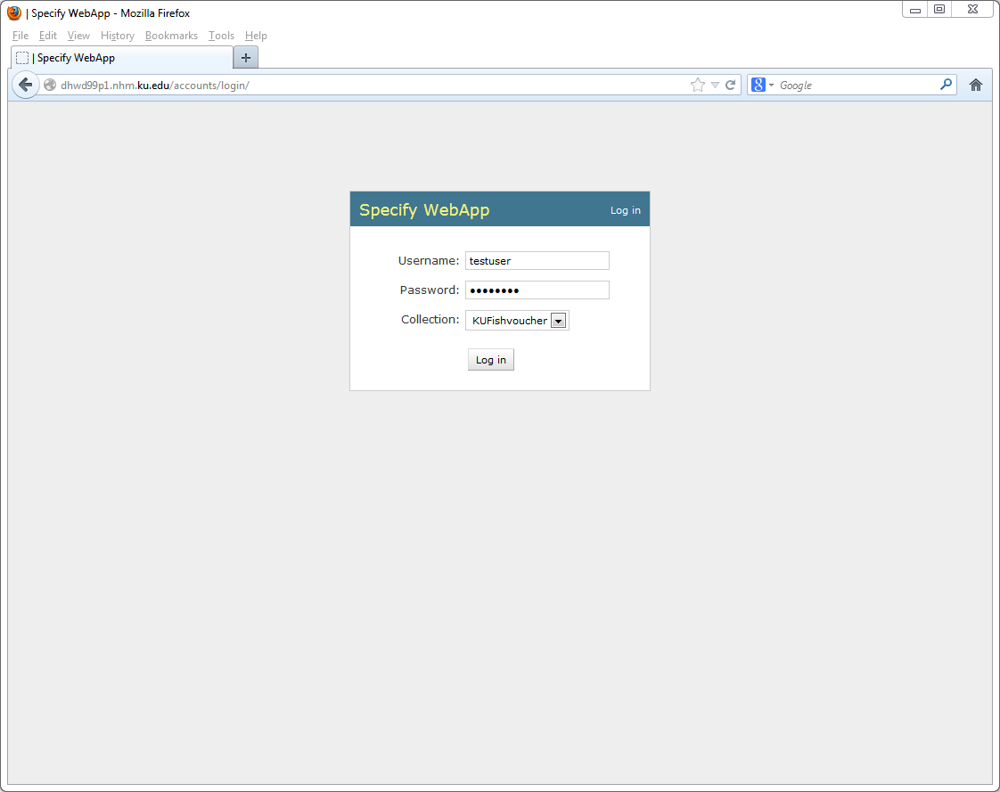 | Specify WebApp - Mozilla Firefox
File Edit View History Bookmarks Tools Help
| Specify WebApp
dhwd99p1.nhm.ku.edu/accounts/login/ Google
Specify WebApp Log in
Username: testuser
Password: ••••••••
Collection: KUFishvoucher
Log in